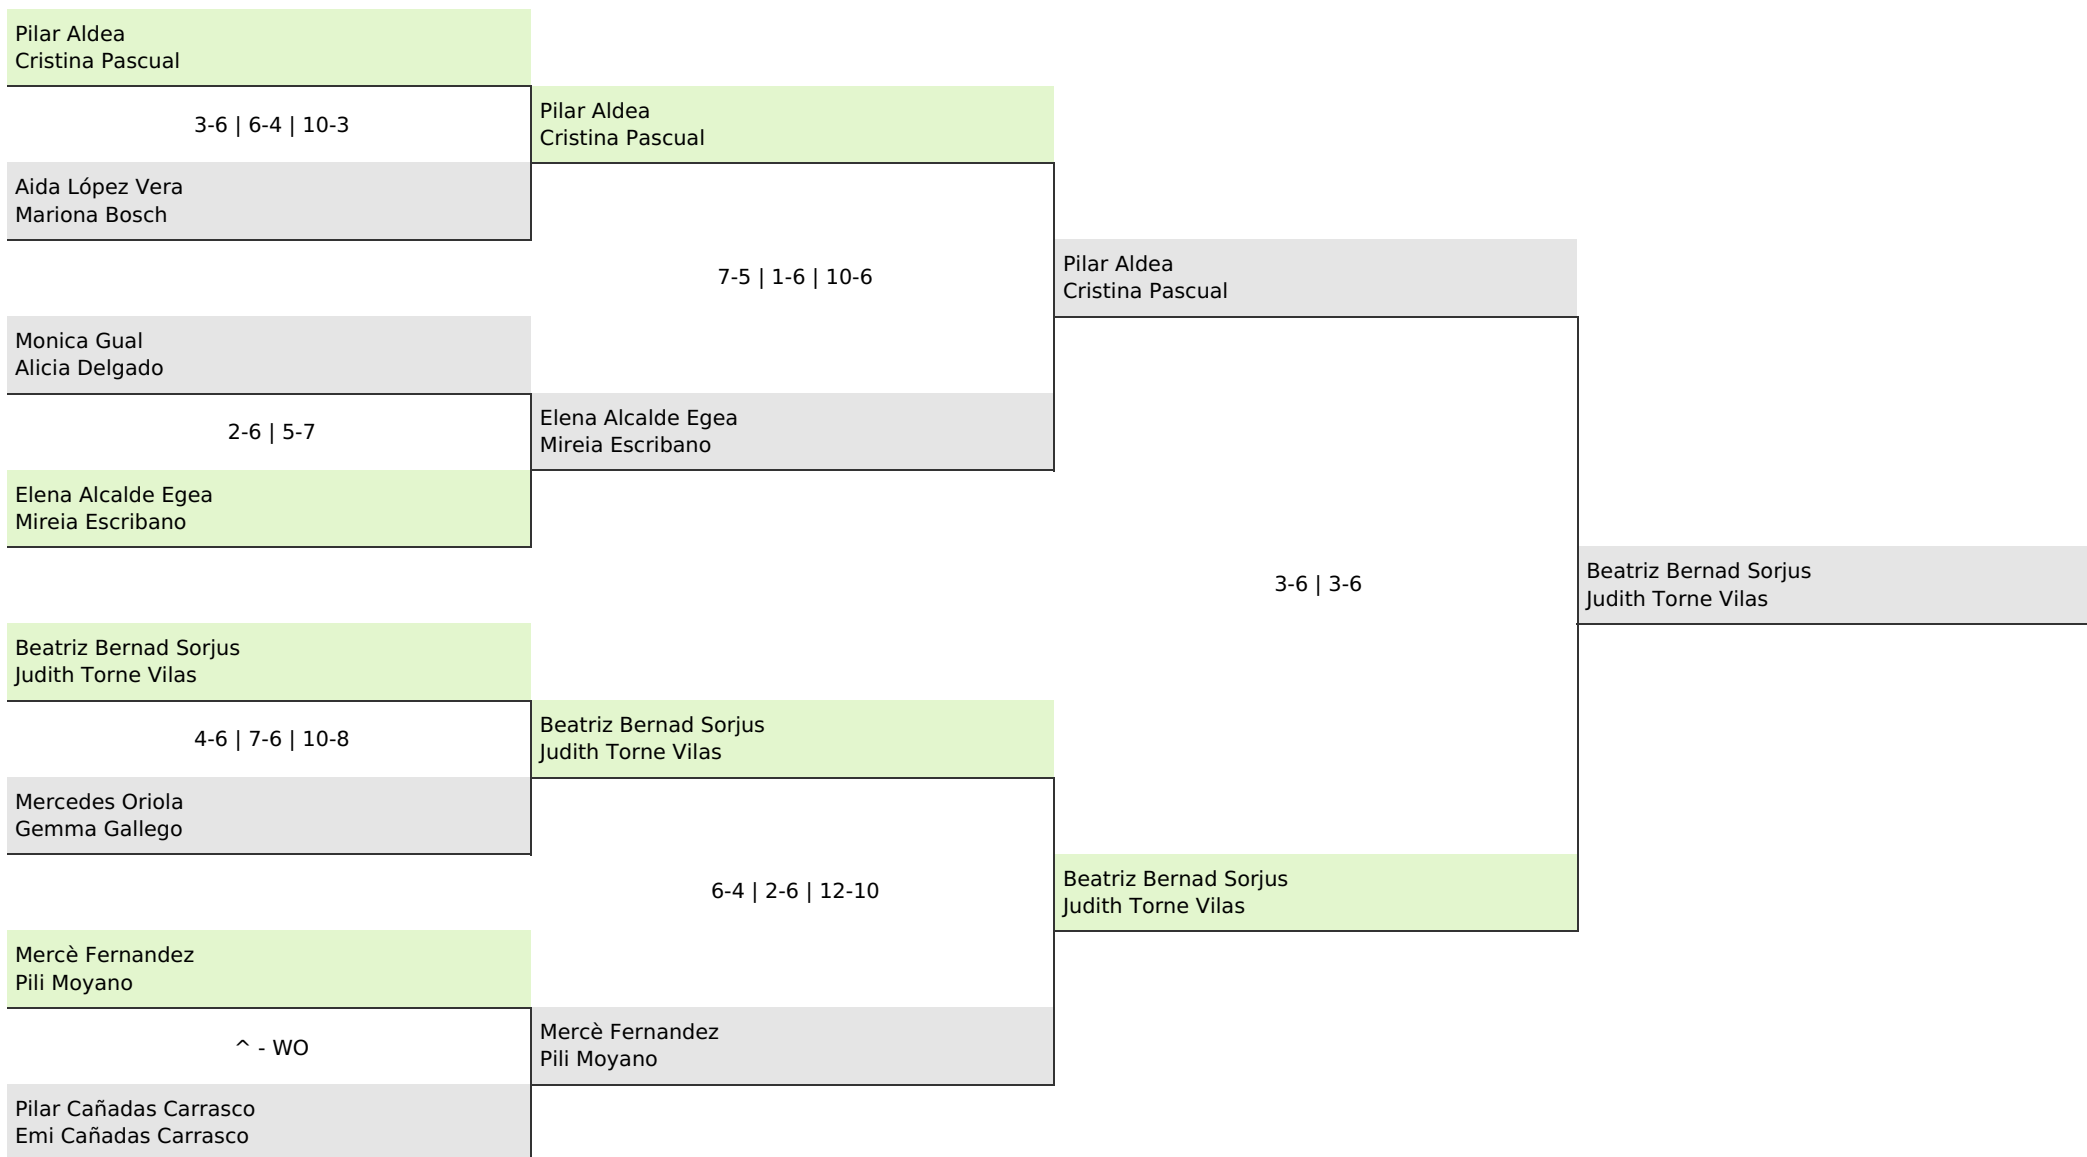 Pilar Aldea
Cristina Pascual
3-6 | 6-4 | 10-3
Aida López Vera
Mariona Bosch
Monica Gual
Alicia Delgado
2-6 | 5-7
Elena Alcalde Egea
Mireia Escribano
Beatriz Bernad Sorjus
Judith Torne Vilas
4-6 | 7-6 | 10-8
Mercedes Oriola
Gemma Gallego
Mercè Fernandez
Pili Moyano
^ - WO
Pilar Cañadas Carrasco
Emi Cañadas Carrasco
Pilar Aldea
Cristina Pascual
7-5 | 1-6 | 10-6
Elena Alcalde Egea
Mireia Escribano
Beatriz Bernad Sorjus
Judith Torne Vilas
6-4 | 2-6 | 12-10
Mercè Fernandez
Pili Moyano
Pilar Aldea
Cristina Pascual
3-6 | 3-6
Beatriz Bernad Sorjus
Judith Torne Vilas
Beatriz Bernad Sorjus
Judith Torne Vilas